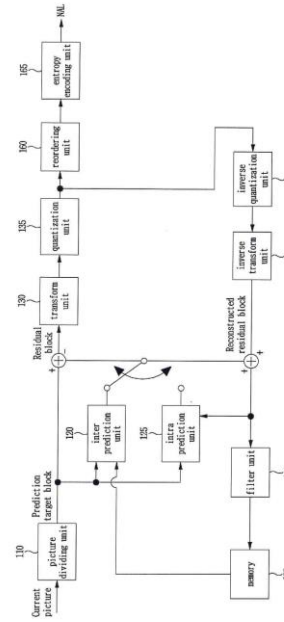 Current
picture
110
picture
dividing unit
Prediction
target block
120
inter
prediction
unit
125
intra
prediction
unit
Residual
block
130
transform
unit
135
quantization
unit
160
reordering
unit
165
entropy
encoding unit
NAL
inverse
quantization
unit
inverse
transform
unit
Reconstructed
residual block
filter unit
memory
+
-
+
+